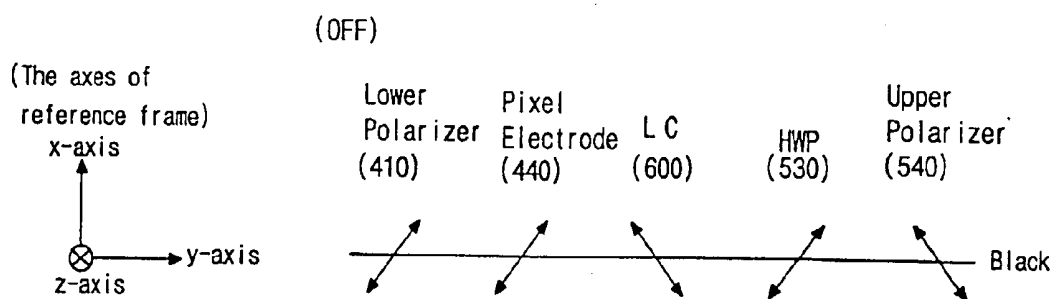 (OFF)
(The axes of
reference frame)
x-axis
y-axis
z-axis
Lower
Polarizer
(410)
Pixel
Electrode
(440)
LC
(600)
HWP
(530)
Upper
Polarizer
(540)
Black